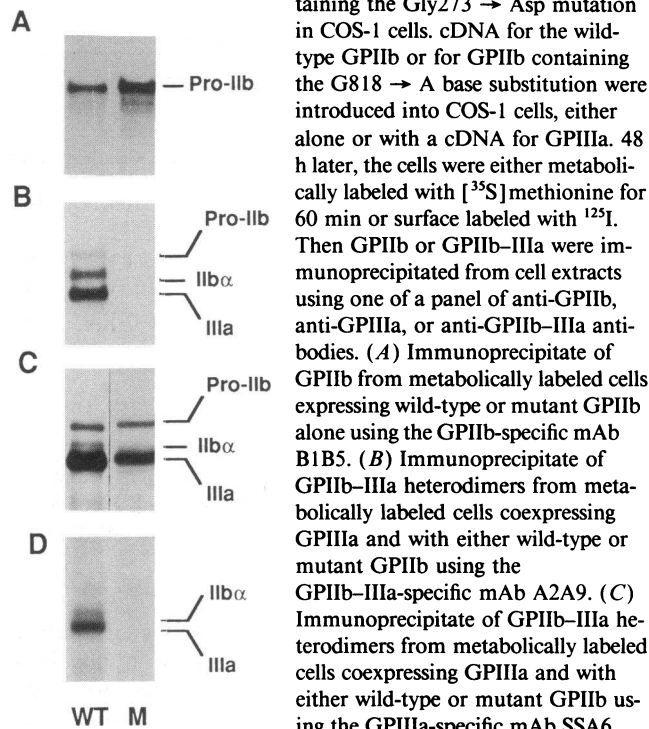 A
Pro-IIb
B
Pro-IIb
IIbα
IIIa
C
Pro-IIb
IIbα
IIIa
D
IIbα
IIIa
WT M
taining the Gly273 → Asp mutation
in COS-1 cells. cDNA for the wild-
type GPIIb or for GPIIb containing
the G818 → A base substitution were
introduced into COS-1 cells, either
alone or with a cDNA for GPIIIa. 48
h later, the cells were either metaboli-
cally labeled with [³⁵S]methionine for
60 min or surface labeled with ¹²⁵I.
Then GPIIb or GPIIb–IIIa were im-
munoprecipitated from cell extracts
using one of a panel of anti-GPIIb,
anti-GPIIIa, or anti-GPIIb–IIIa anti-
bodies. (A) Immunoprecipitate of
GPIIb from metabolically labeled cells
expressing wild-type or mutant GPIIb
alone using the GPIIb-specific mAb
B1B5. (B) Immunoprecipitate of
GPIIb–IIIa heterodimers from meta-
bolically labeled cells coexpressing
GPIIIa and with either wild-type or
mutant GPIIb using the
GPIIb–IIIa-specific mAb A2A9. (C)
Immunoprecipitate of GPIIb–IIIa he-
terodimers from metabolically labeled
cells coexpressing GPIIIa and with
either wild-type or mutant GPIIb us-
ing the GPIIIa-specific mAb SSA6.